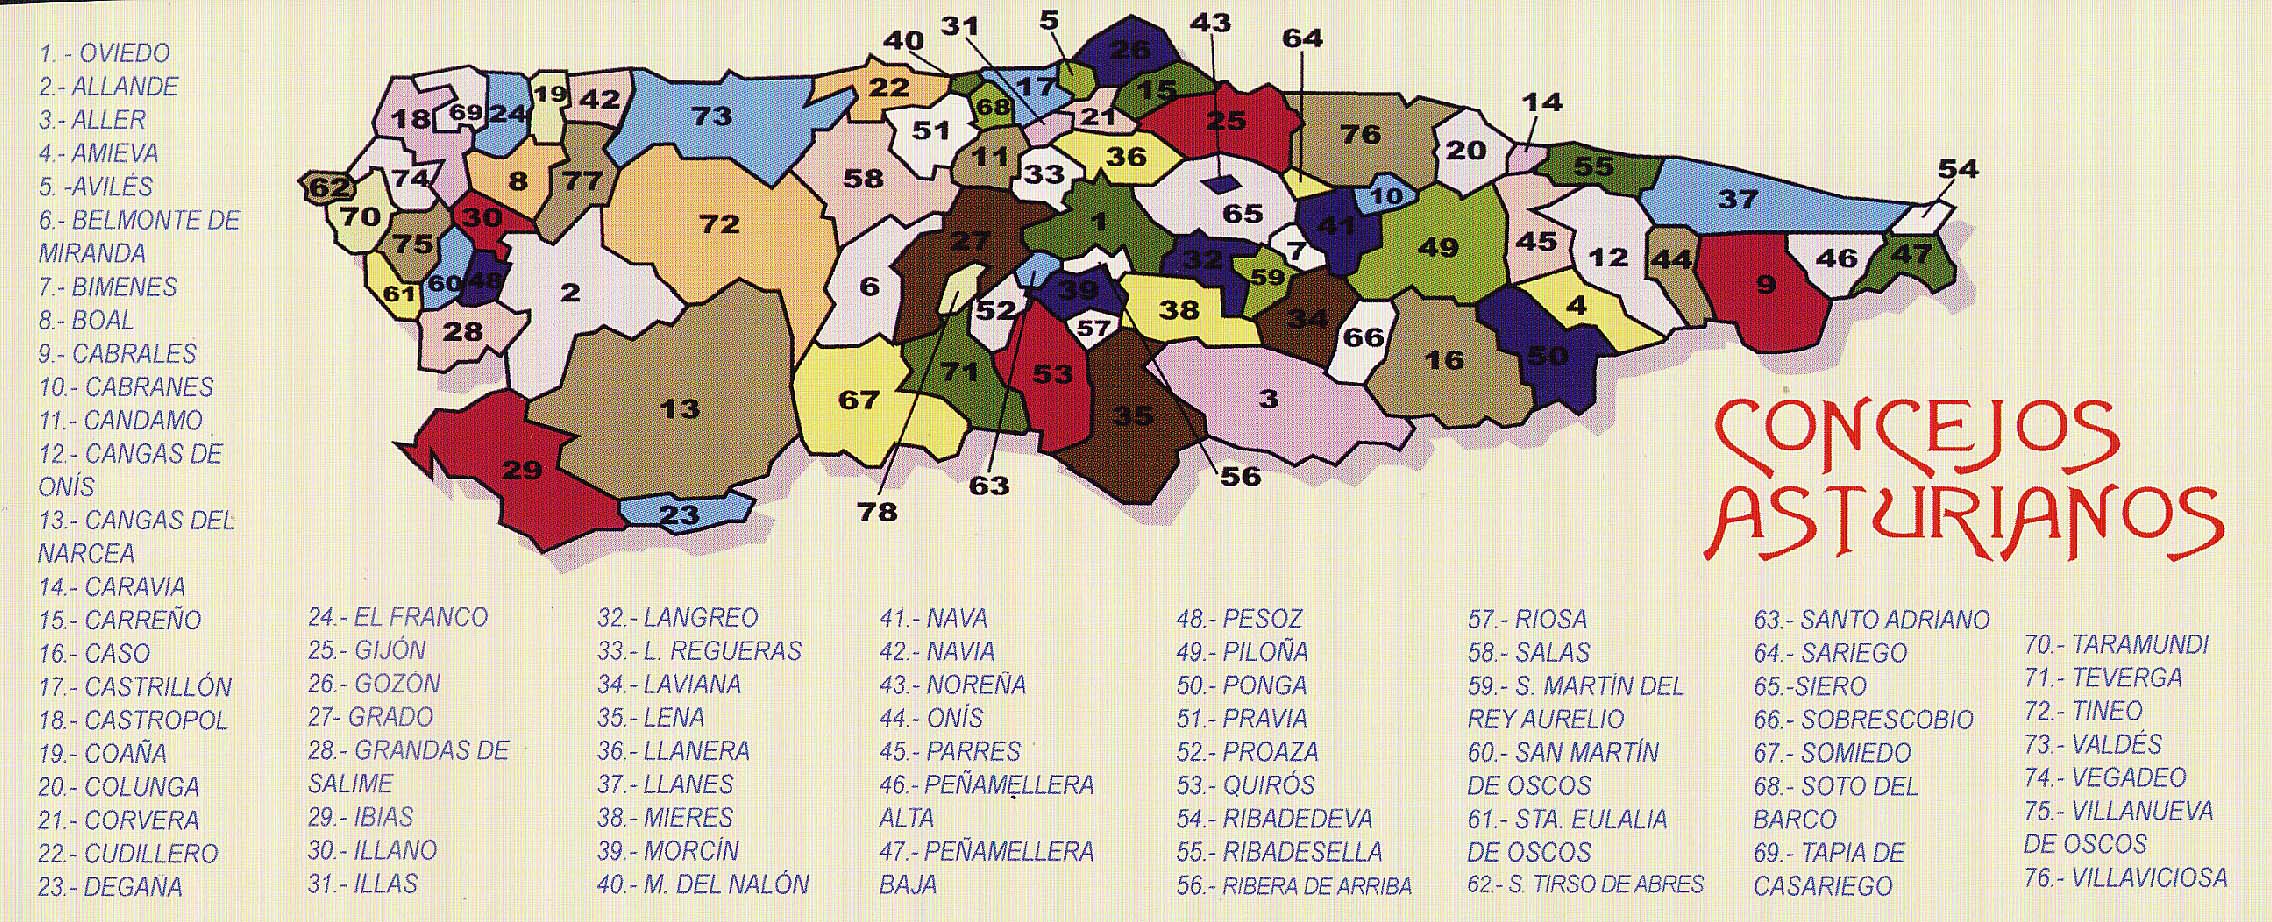 1. - OVIEDO
2.- ALLANDE
3.- ALLER
4.- AMIEVA
5. -AVILÉS
6.- BELMONTE DE
MIRANDA
7.- BIMENES
8.- BOAL
9.- CABRALES
10.- CABRANES
11.- CANDAMO
12.- CANGAS DE
ONÍS
13.- CANGAS DEL
NARCEA
14.- CARAVIA
15.- CARREÑO
16.- CASO
17.- CASTRILLÓN
18.- CASTROPOL
19.- COAÑA
20.- COLUNGA
21.- CORVERA
22.- CUDILLERO
23.- DEGAÑA
24.- EL FRANCO
25.- GIJÓN
26.- GOZÓN
27- GRADO
28.- GRANDAS DE
SALIME
29.- IBIAS
30.- ILLANO
31.- ILLAS
32.- LANGREO
33.- L. REGUERAS
34.- LAVIANA
35.- LENA
36.- LLANERA
37.- LLANES
38.- MIERES
39.- MORCÍN
40.- M. DEL NALÓN
41.- NAVA
42.- NAVIA
43.- NOREÑA
44.- ONÍS
45.- PARRES
46.- PEÑAMELLERA
ALTA
47.- PEÑAMELLERA
BAJA
48.- PESOZ
49.- PILOÑA
50.- PONGA
51.- PRAVIA
52.- PROAZA
53.- QUIRÓS
54.- RIBADEDEVA
55.- RIBADESELLA
56.- RIBERA DE ARRIBA
57.- RIOSA
58.- SALAS
59.- S. MARTÍN DEL
REY AURELIO
60.- SAN MARTÍN
DE OSCOS
61.- STA. EULALIA
DE OSCOS
62.- S. TIRSO DE ABRES
63.- SANTO ADRIANO
64.- SARIEGO
65.-SIERO
66.- SOBRESCOBIO
67.- SOMIEDO
68.- SOTO DEL
BARCO
69.- TAPIA DE
CASARIEGO
70.- TARAMUNDI
71.- TEVERGA
72.- TINEO
73.- VALDÉS
74.- VEGADEO
75.- VILLANUEVA
DE OSCOS
76.- VILLAVICIOSA
CONCEJOS
ASTURIANOS
40
31
5
26
43
64
18
69
24
19
42
73
22
68
17
21
15
25
76
20
14
55
54
62
74
70
75
8
77
30
72
58
51
11
33
36
1
65
10
41
7
49
45
12
44
37
46
47
9
61
60
48
28
2
6
27
52
39
57
32
59
38
34
66
16
4
50
13
29
23
67
71
53
35
3
78
63
56